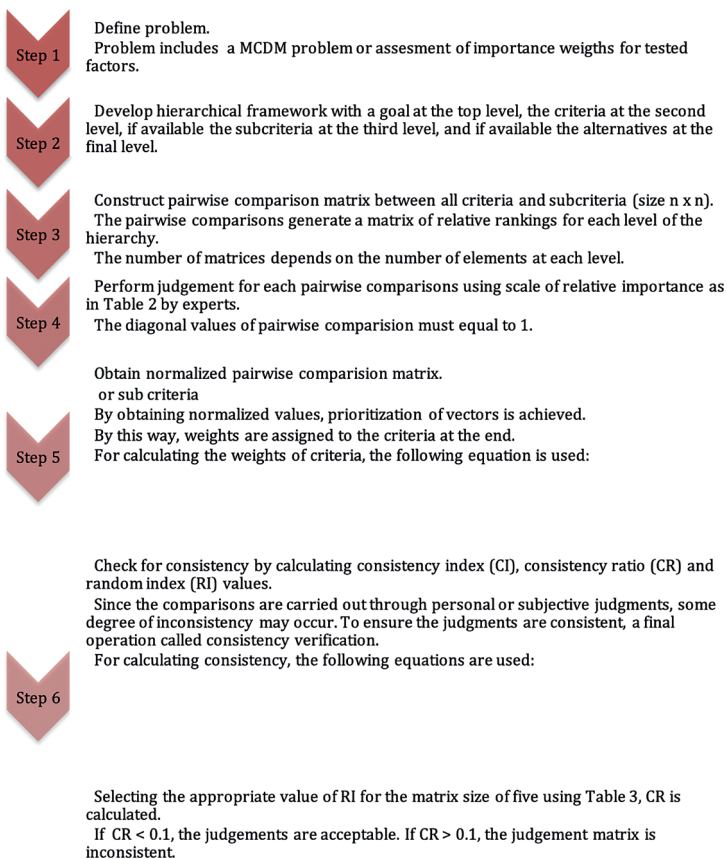 Step 1
Define problem.
Problem includes a MCDM problem or assesment of importance weigths for tested
factors.
Step 2
Develop hierarchical framework with a goal at the top level, the criteria at the second
level, if available the subcriteria at the third level, and if available the alternatives at the
final level.
Step 3
Construct pairwise comparison matrix between all criteria and subcriteria (size n x n).
The pairwise comparisons generate a matrix of relative rankings for each level of the
hierarchy.
The number of matrices depends on the number of elements at each level.
Step 4
Perform judgement for each pairwise comparisons using scale of relative importance as
in Table 2 by experts.
The diagonal values of pairwise comparision must equal to 1.
Step 5
Obtain normalized pairwise comparision matrix.
or sub criteria
By obtaining normalized values, prioritization of vectors is achieved.
By this way, weights are assigned to the criteria at the end.
For calculating the weights of criteria, the following equation is used:
Step 6
Check for consistency by calculating consistency index (CI), consistency ratio (CR) and
random index (RI) values.
Since the comparisons are carried out through personal or subjective judgments, some
degree of inconsistency may occur. To ensure the judgments are consistent, a final
operation called consistency verification.
For calculating consistency, the following equations are used:
Selecting the appropriate value of RI for the matrix size of five using Table 3, CR is
calculated.
If CR < 0.1, the judgements are acceptable. If CR > 0.1, the judgement matrix is
inconsistent.